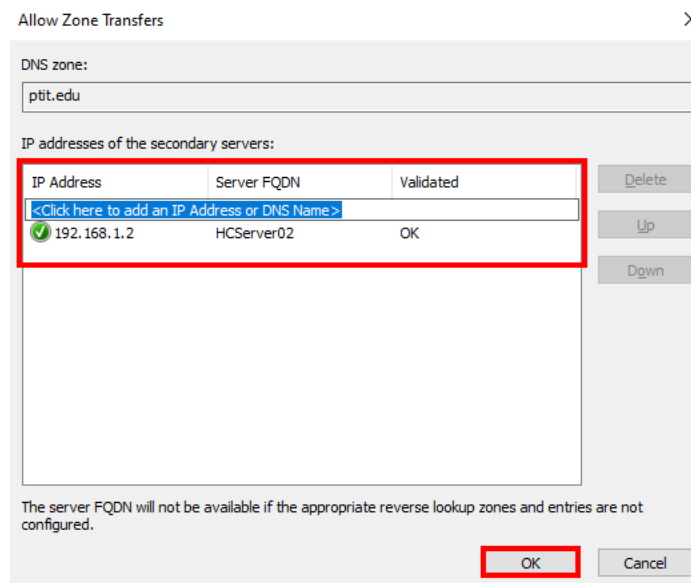 Allow Zone Transfers
DNS zone:
ptit.edu
IP addresses of the secondary servers:
IP Address Server FQDN Validated
<Click here to add an IP Address or DNS Name>
192.168.1.2 HCServer02 OK
Delete
Up
Down
The server FQDN will not be available if the appropriate reverse lookup zones and entries are not
configured.
OK Cancel